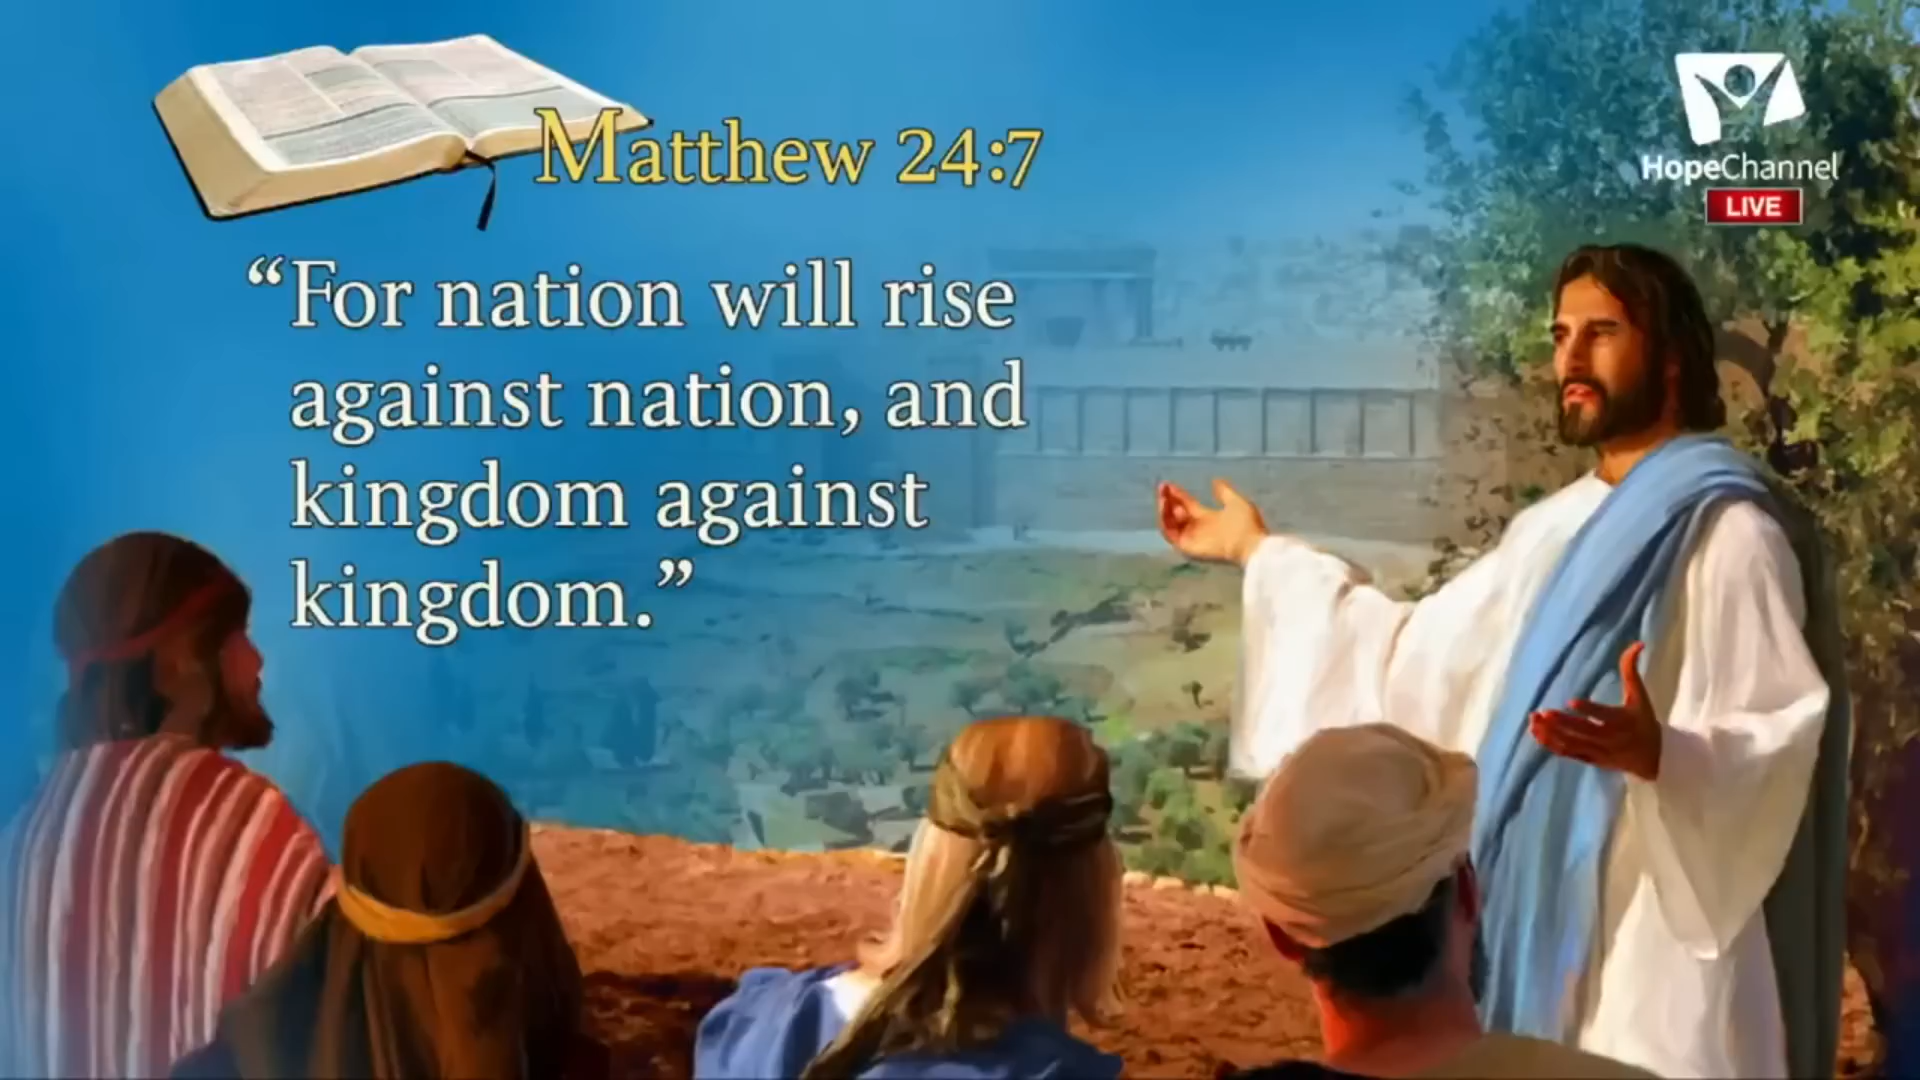 Matthew 24:7
HopeChannel
LIVE
“For nation will rise
against nation, and
kingdom against
kingdom.”